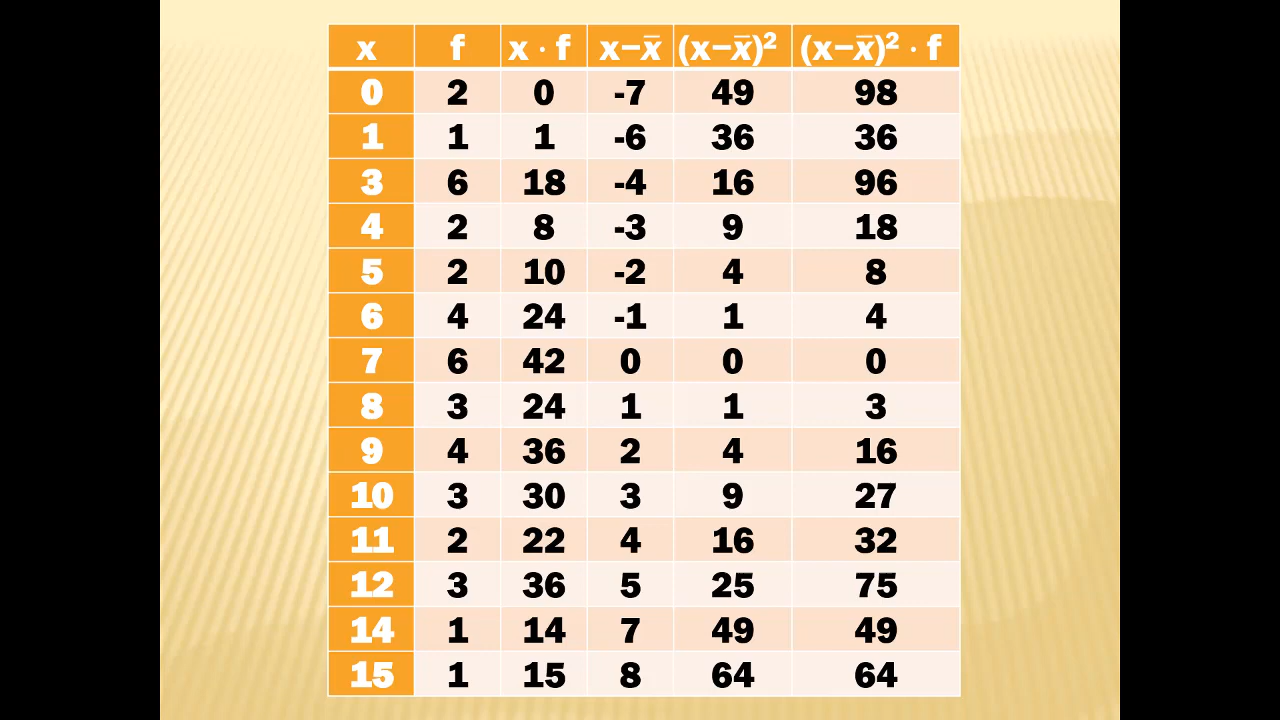 x f x · f x−x̅ (x−x̅)² (x−x̅)² · f
0 2 0 -7 49 98
1 1 1 -6 36 36
3 6 18 -4 16 96
4 2 8 -3 9 18
5 2 10 -2 4 8
6 4 24 -1 1 4
7 6 42 0 0 0
8 3 24 1 1 3
9 4 36 2 4 16
10 3 30 3 9 27
11 2 22 4 16 32
12 3 36 5 25 75
14 1 14 7 49 49
15 1 15 8 64 64